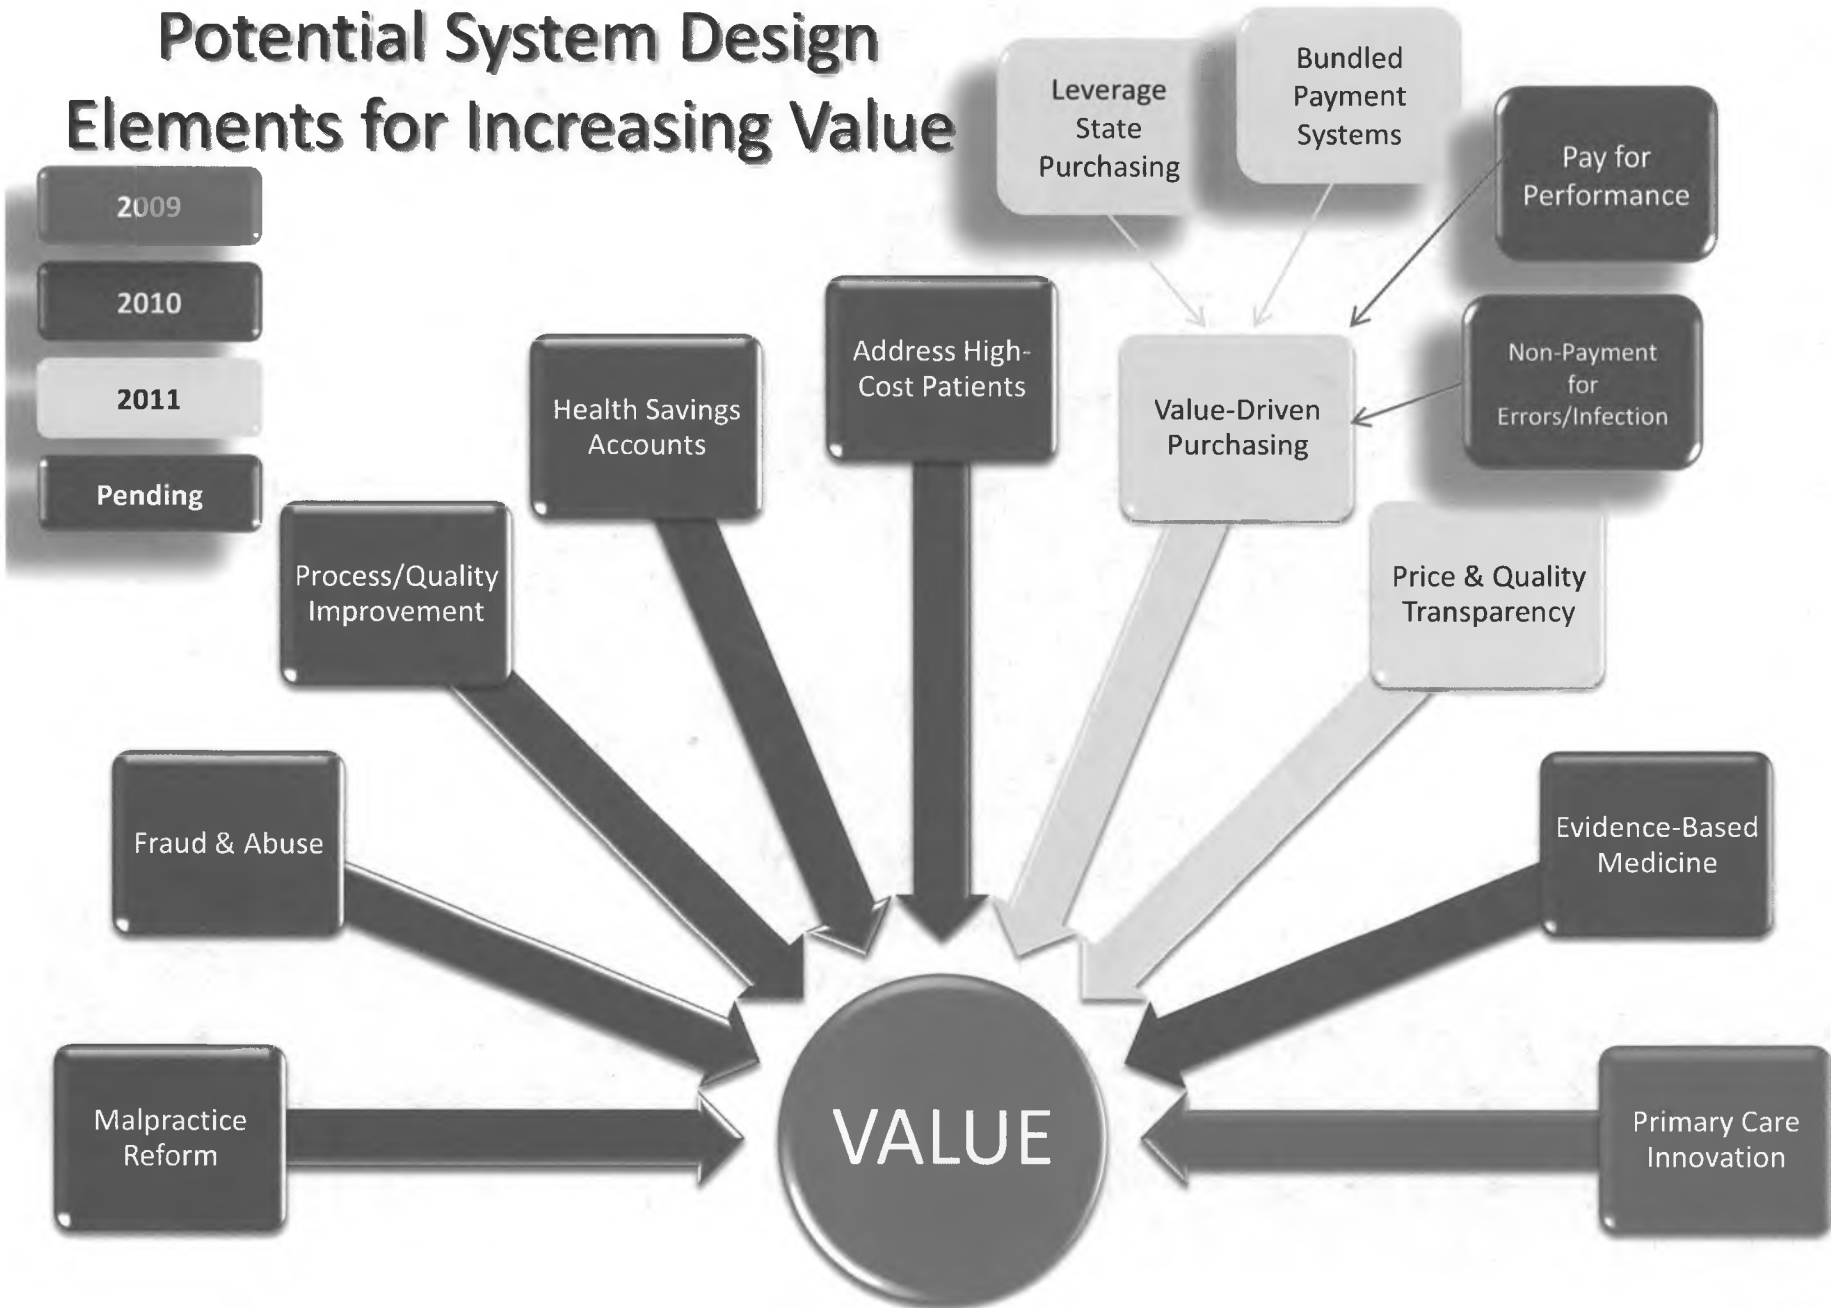 Potential System Design
Elements for Increasing Value
2009
2010
2011
Pending
Leverage
State
Purchasing
Bundled
Payment
Systems
Pay for
Performance
Non-Payment
for
Errors/Infection
Value-Driven
Purchasing
Address High-
Cost Patients
Health Savings
Accounts
Process/Quality
Improvement
Price & Quality
Transparency
Fraud & Abuse
Evidence-Based
Medicine
Malpractice
Reform
Primary Care
Innovation
VALUE